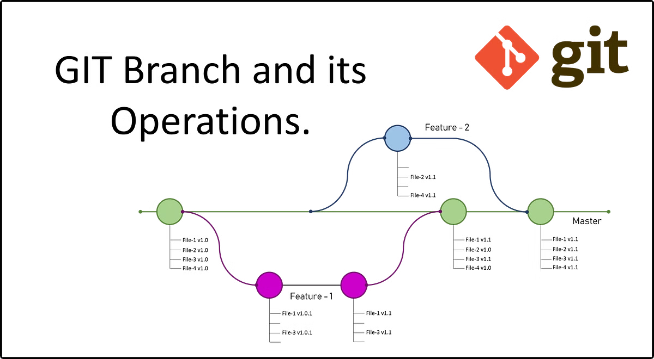 GIT Branch and its
Operations.
git
Feature - 2
File-2 v1.1
File-4 v1.1
Master
File-1 v1.0
File-2 v1.0
File-3 v1.0
File-4 v1.0
File-1 v1.1
File-2 v1.0
File-3 v1.1
File-4 v1.0
File-1 v1.1
File-2 v1.1
File-3 v1.1
File-4 v1.1
Feature - 1
File-1 v1.0.1
File-3 v1.0.1
File-1 v1.1
File-3 v1.1